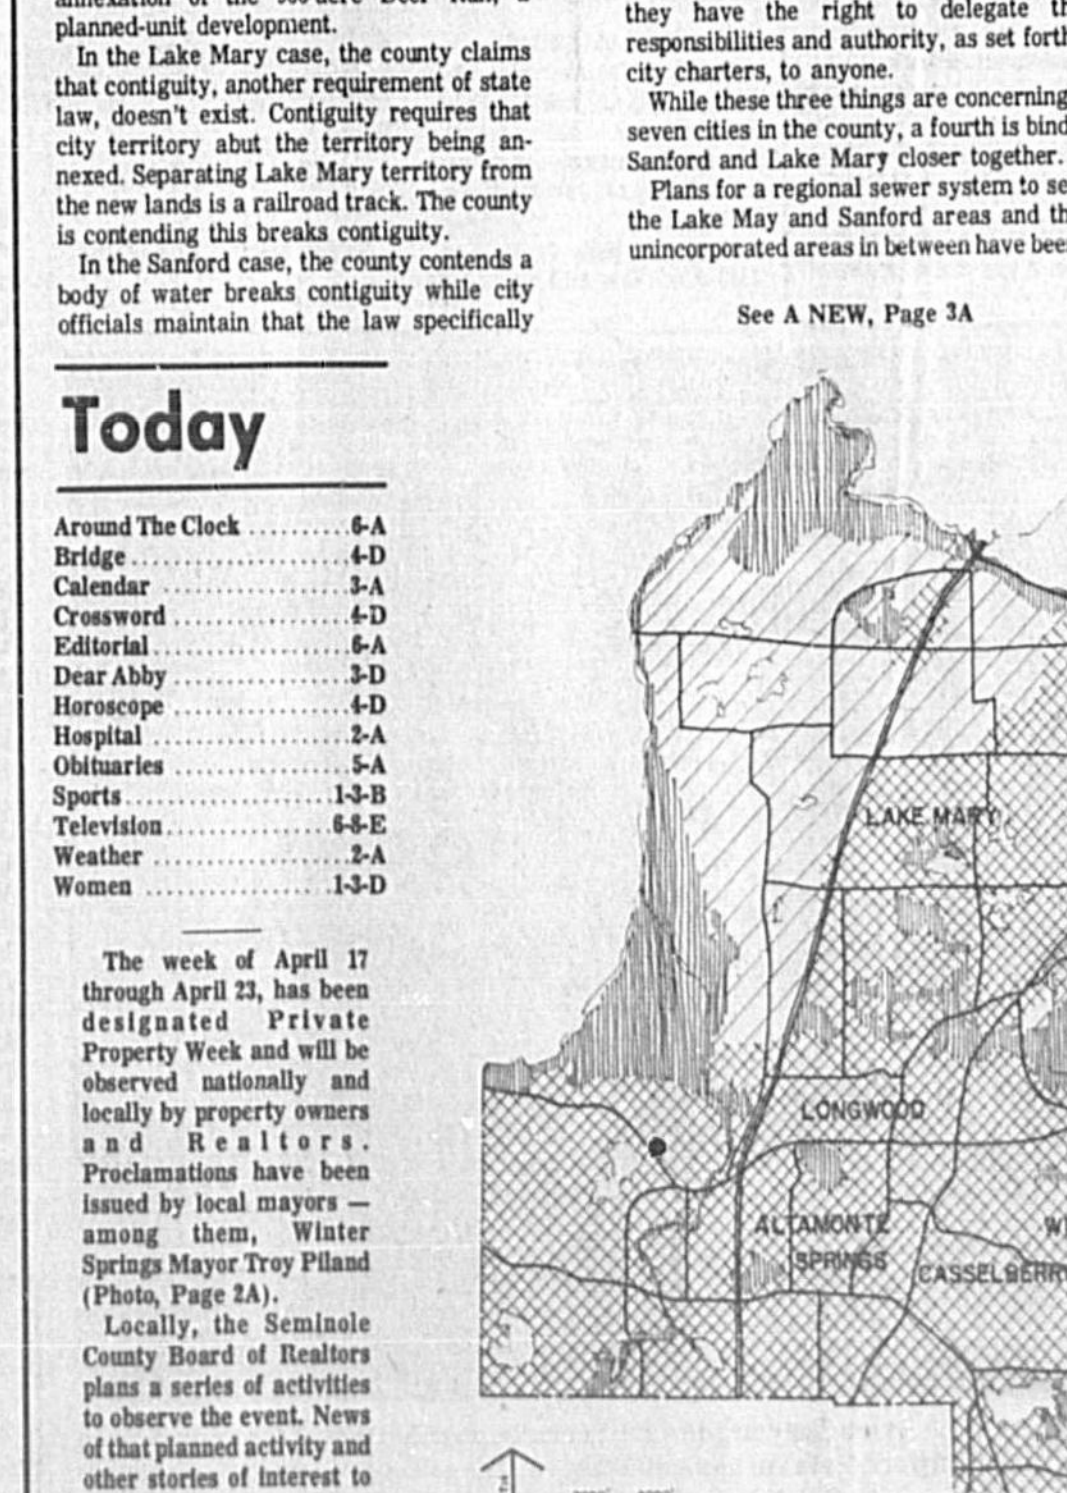 planned-unit development.
In the Lake Mary case, the county claims
that contiguity, another requirement of state
law, doesn't exist. Contiguity requires that
city territory abut the territory being an-
nexed. Separating Lake Mary territory from
the new lands is a railroad track. The county
is contending this breaks contiguity.
In the Sanford case, the county contends a
body of water breaks contiguity while city
officials maintain that the law specifically
they have the right to delegate
responsibilities and authority, as set forth
city charters, to anyone.
While these three things are concerning
seven cities in the county, a fourth is bind
Sanford and Lake Mary closer together.
Plans for a regional sewer system to se
the Lake May and Sanford areas and th
unincorporated areas in between have bee
See A NEW, Page 3A
Today
Around The Clock ..........6-A
Bridge.....................4-D
Calendar ..................3-A
Crossword .................4-D
Editorial...................6-A
Dear Abby .................3-D
Horoscope .................4-D
Hospital ...................2-A
Obituaries .................5-A
Sports....................1-3-B
Television................6-8-E
Weather ...................2-A
Women ..................1-3-D
The week of April 17
through April 23, has been
designated Private
Property Week and will be
observed nationally and
locally by property owners
and Realtors.
Proclamations have been
issued by local mayors —
among them, Winter
Springs Mayor Troy Piland
(Photo, Page 2A).
Locally, the Seminole
County Board of Realtors
plans a series of activities
to observe the event. News
of that planned activity and
other stories of interest to
LAKE MARY
LONGWOOD
ALTAMONTE
SPRINGS
W
CASSELBERR
N